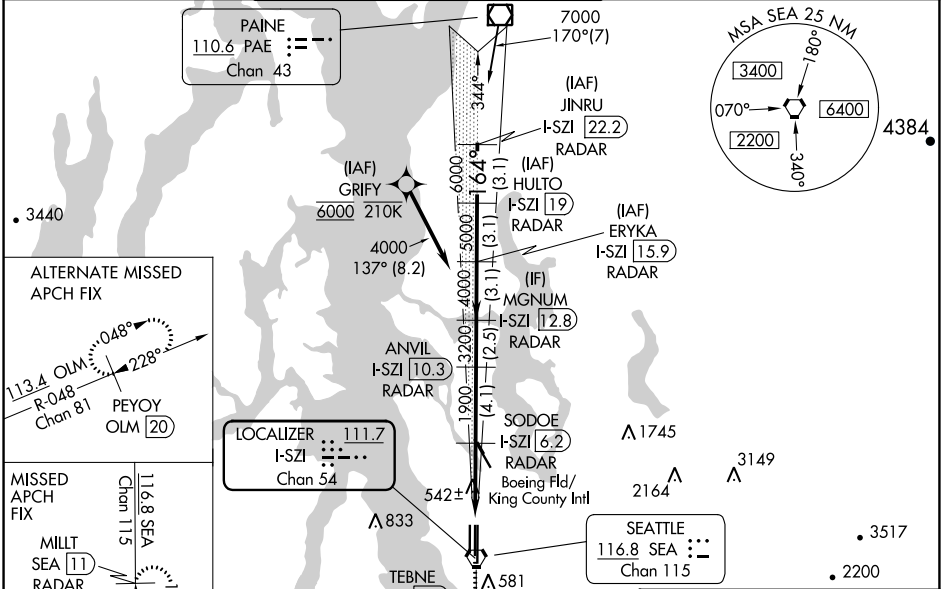 PAINE
110.6 PAE
Chan 43
7000
170°(7)
MSA SEA 25 NM
180°
3400
070°
6400
2200
340°
4384
344°
(IAF)
JINRU
I-SZI 22.2
RADAR
6000
164°
(3.1)
(IAF)
HULTO
I-SZI 19
RADAR
(IAF)
GRIFY
6000 210K
3440
4000
137° (8.2)
5000
(3.1)
(IAF)
ERYKA
I-SZI 15.9
RADAR
4000
(3.1)
(IF)
MGNUM
I-SZI 12.8
RADAR
3200
(2.5)
ANVIL
I-SZI 10.3
RADAR
1900
(4.1)
ALTERNATE MISSED
APCH FIX
048°
228°
113.4 OLM
R-048
Chan 81
PEYOY
OLM 20
SODOE
I-SZI 6.2
RADAR
Boeing Fld/
King County Intl
LOCALIZER 111.7
I-SZI
Chan 54
542±
1745
3149
2164
833
MISSED
APCH
FIX
116.8 SEA
Chan 115
MILLT
SEA 11
RADAR
SEATTLE
116.8 SEA
Chan 115
3517
2200
TEBNE
581